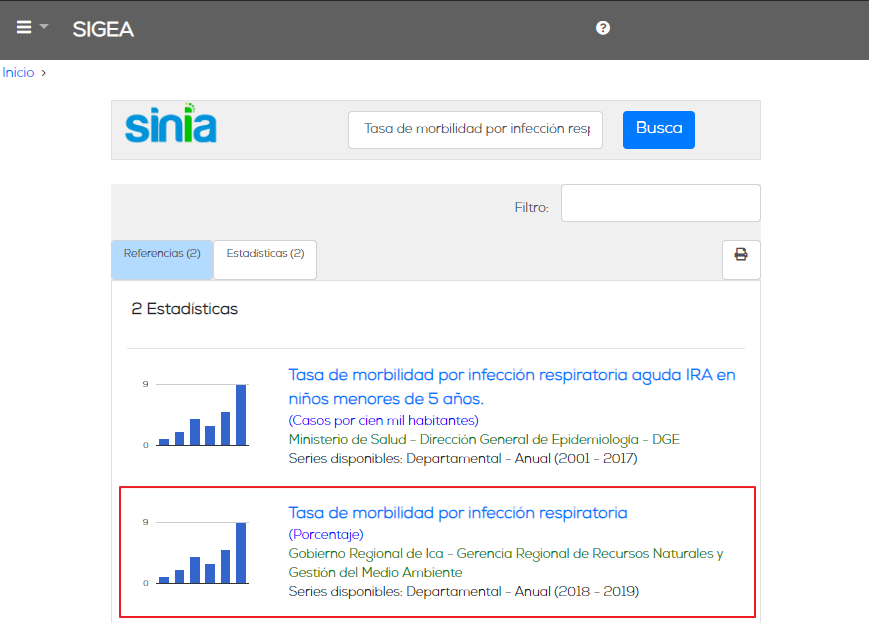 SIGEA
?
Inicio >
sinia
Tasa de morbilidad por infección resp
Busca
Filtro:
Referencias (2)
Estadísticas (2)
2 Estadísticas
9
0
Tasa de morbilidad por infección respiratoria aguda IRA en
niños menores de 5 años.
(Casos por cien mil habitantes)
Ministerio de Salud - Dirección General de Epidemiología - DGE
Series disponibles: Departamental - Anual (2001 - 2017)
9
0
Tasa de morbilidad por infección respiratoria
(Porcentaje)
Gobierno Regional de Ica - Gerencia Regional de Recursos Naturales y
Gestión del Medio Ambiente
Series disponibles: Departamental - Anual (2018 - 2019)